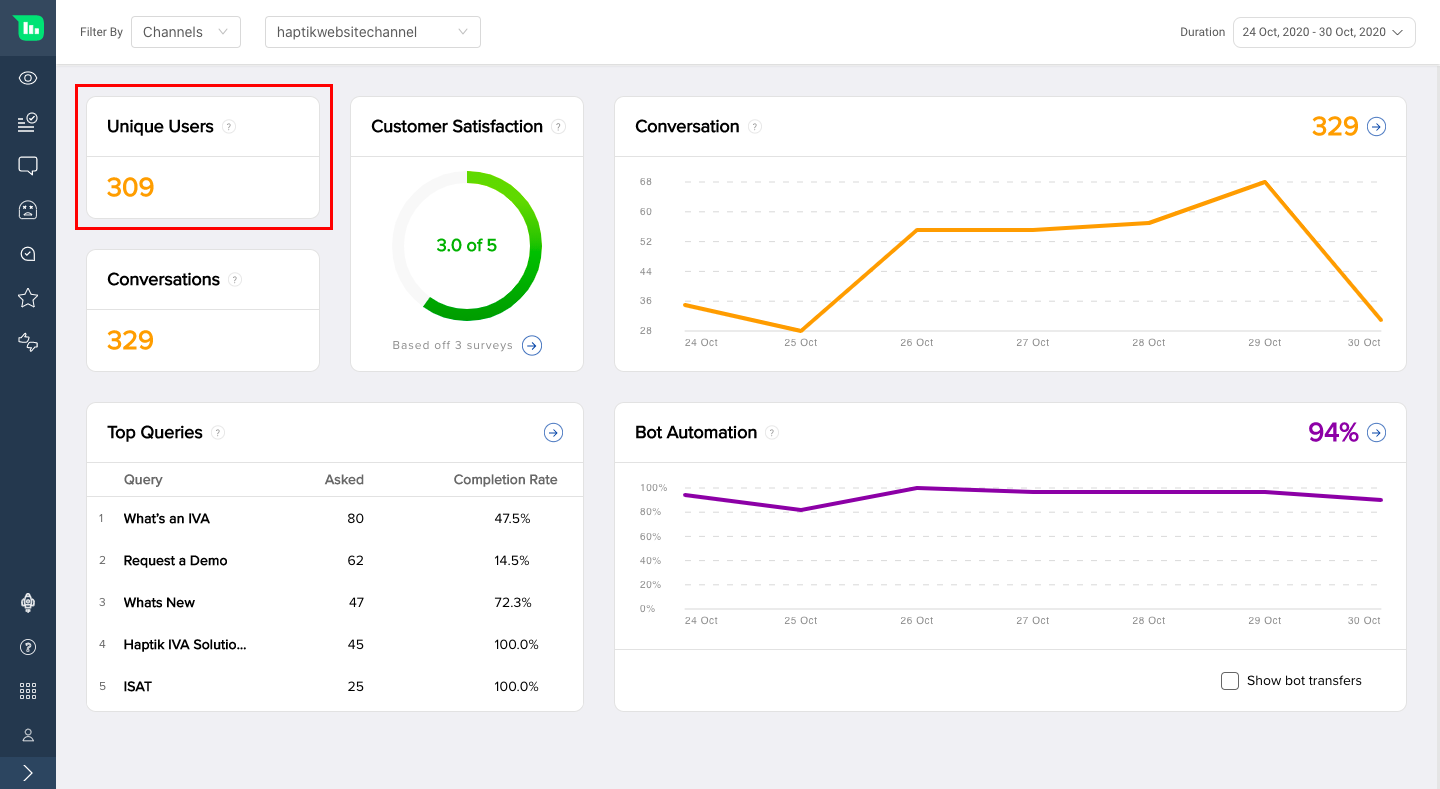 Filter By Channels haptikwebsitechannel Duration 24 Oct, 2020 - 30 Oct, 2020
Unique Users ?
309
Conversations ?
329
Customer Satisfaction ?
3.0 of 5
Based off 3 surveys
Conversation ? 329
68
60
52
44
36
28
24 Oct 25 Oct 26 Oct 27 Oct 28 Oct 29 Oct 30 Oct
Top Queries ?
Query Asked Completion Rate
1 What's an IVA 80 47.5%
2 Request a Demo 62 14.5%
3 Whats New 47 72.3%
4 Haptik IVA Solutio... 45 100.0%
5 ISAT 25 100.0%
Bot Automation ? 94%
100%
80%
60%
40%
20%
0%
24 Oct 25 Oct 26 Oct 27 Oct 28 Oct 29 Oct 30 Oct
Show bot transfers
?